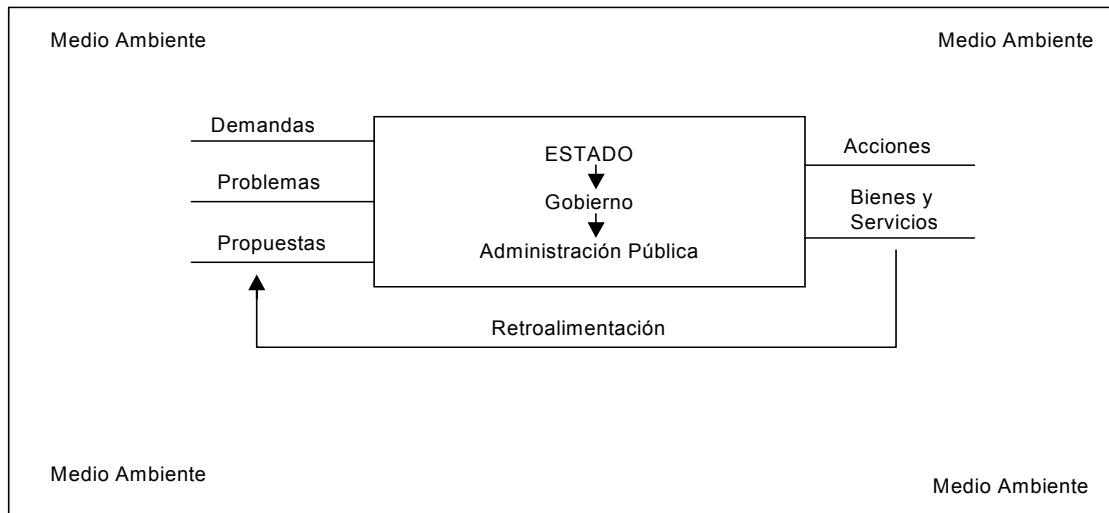 Medio Ambiente
Medio Ambiente
Demandas
Problemas
Propuestas
ESTADO
Gobierno
Administración Pública
Acciones
Bienes y
Servicios
Retroalimentación
Medio Ambiente
Medio Ambiente